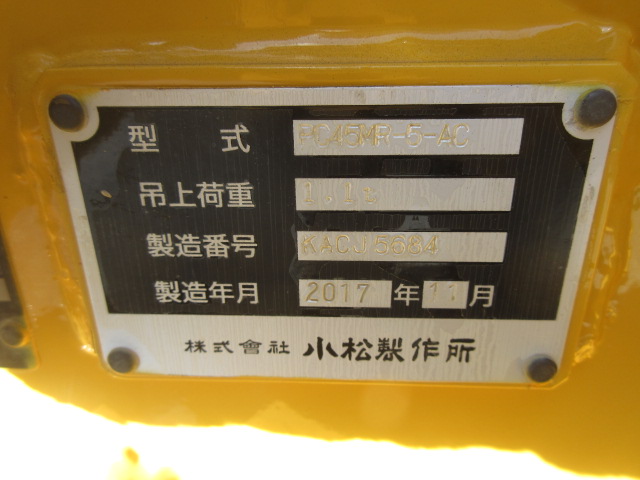 型式 PC45MR-5-AC
吊上荷重 1.1t
製造番号 KACJ5684
製造年月 2017年11月
株式會社 小松製作所